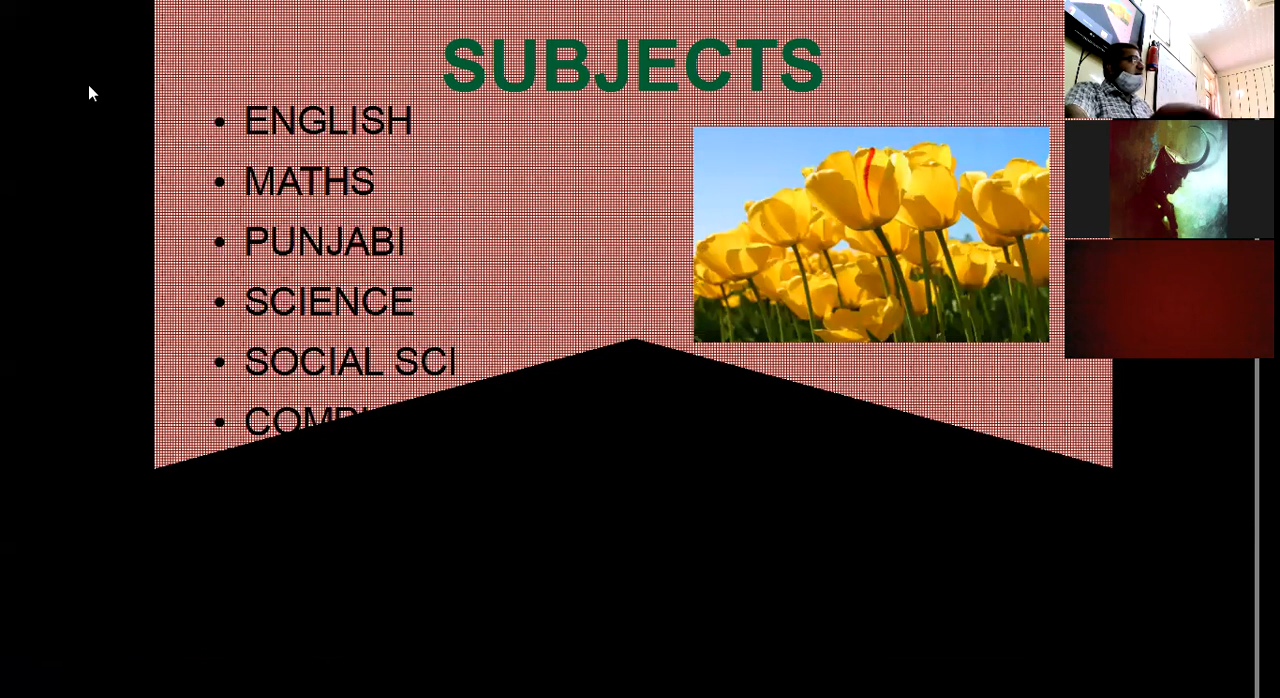 SUBJECTS
• ENGLISH
• MATHS
• PUNJABI
• SCIENCE
• SOCIAL SCI